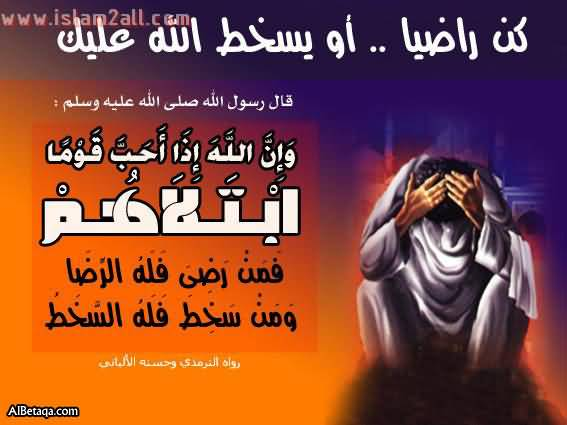 www.islam2all.com
كن راضيا .. أو يسخط الله عليك
قال رسول الله صلى الله عليه وسلم :
وَإِنَّ اللَّهَ إِذَا أَحَبَّ قَوْمًا
ابْتَلَاهُمْ
فَمَنْ رَضِيَ فَلَهُ الرِّضَا
وَمَنْ سَخِطَ فَلَهُ السَّخَطُ
رواه الترمذي وحسنه الألباني
AlBetaqa.com